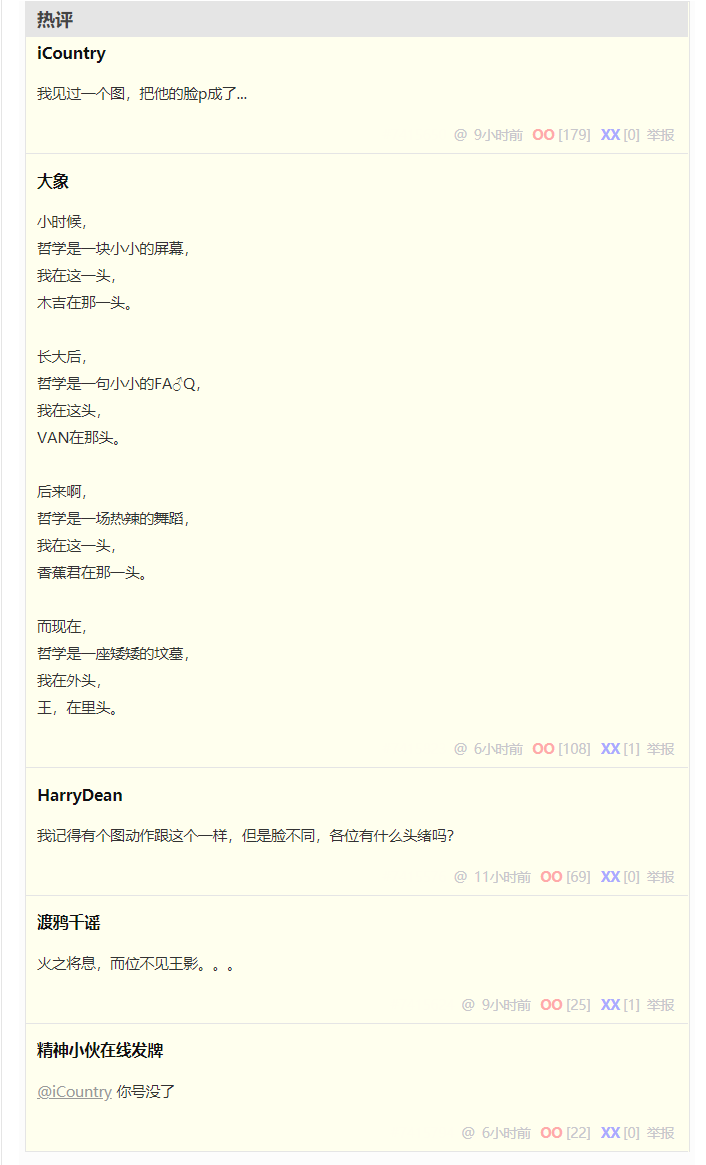 热评
iCountry
我见过一个图，把他的脸p成了...
@ 9小时前 OO [179] XX [0] 举报
大象
小时候，
哲学是一块小小的屏幕，
我在这一头，
木吉在那一头。
长大后，
哲学是一句小小的FA♂Q，
我在这头，
VAN在那头。
后来啊，
哲学是一场热辣的舞蹈，
我在这一头，
香蕉君在那一头。
而现在，
哲学是一座矮矮的坟墓，
我在外头，
王，在里头。
@ 6小时前 OO [108] XX [1] 举报
HarryDean
我记得有个图动作跟这个一样，但是脸不同，各位有什么头绪吗？
@ 11小时前 OO [69] XX [0] 举报
渡鸦千谣
火之将息，而位不见王影。。。
@ 9小时前 OO [25] XX [1] 举报
精神小伙在线发牌
@iCountry 你号没了
@ 6小时前 OO [22] XX [0] 举报